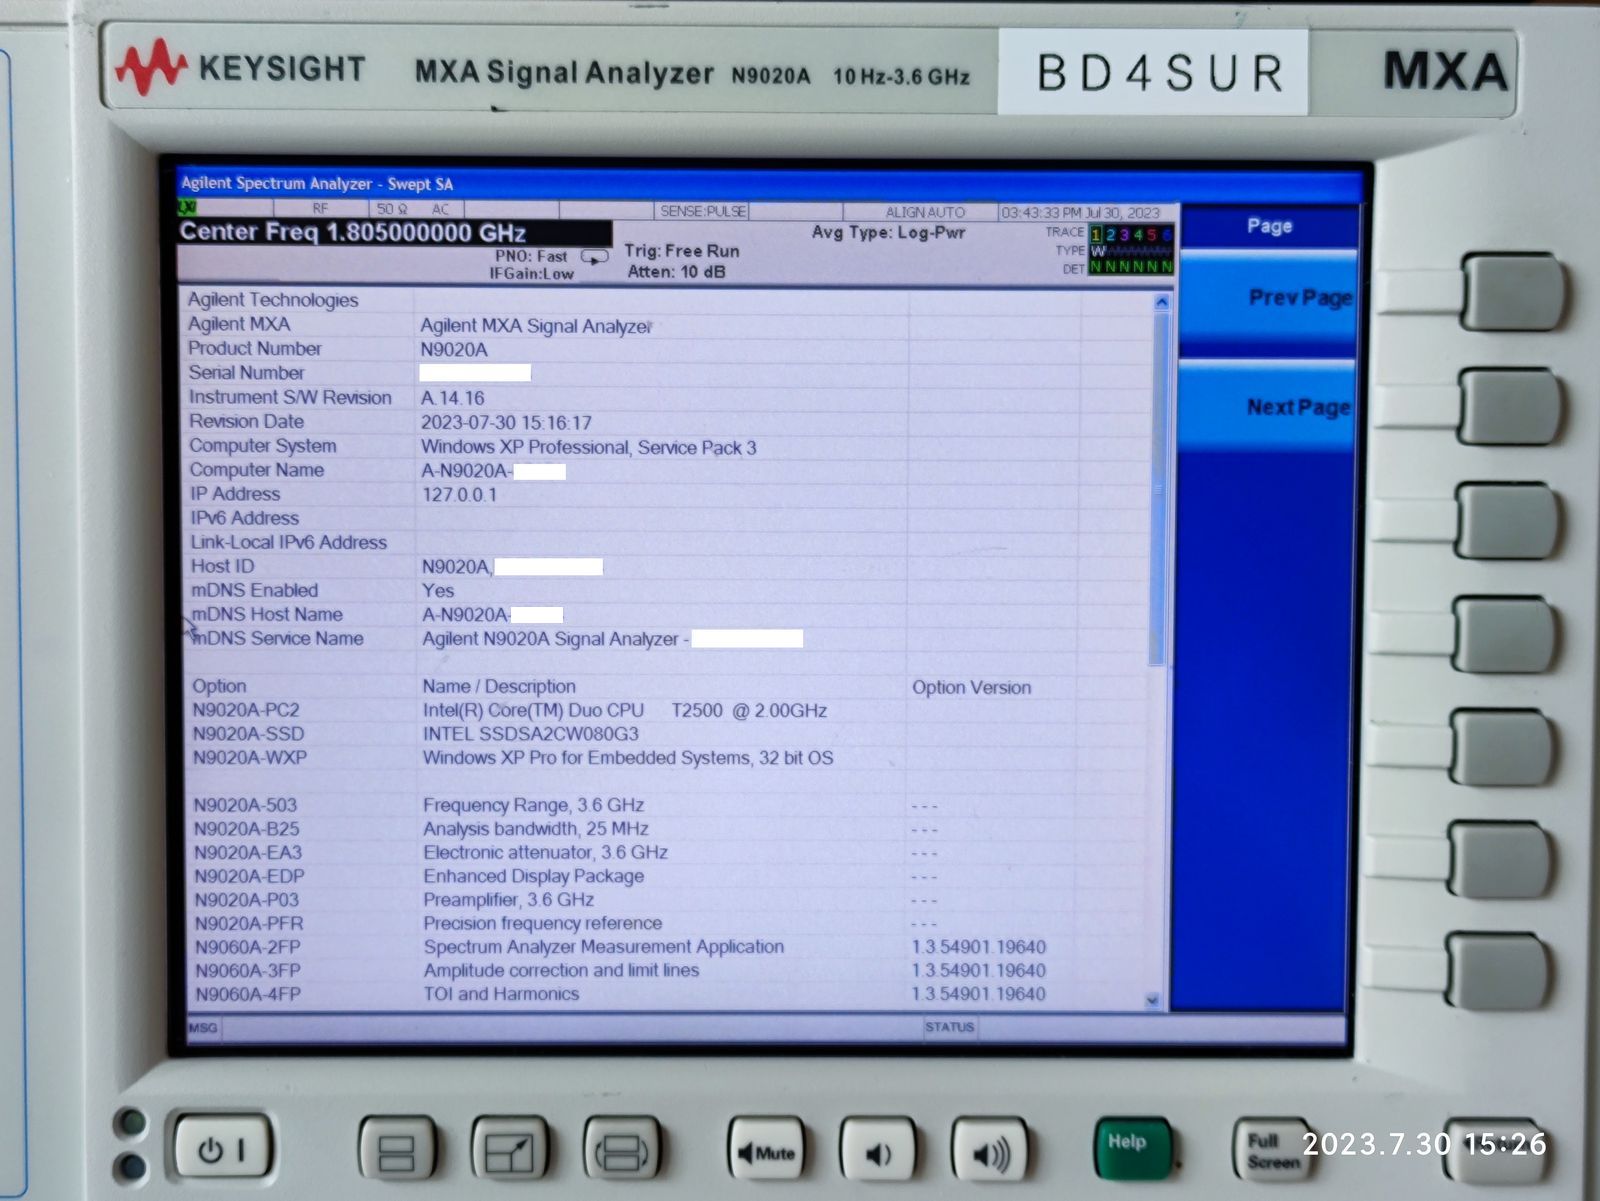 KEYSIGHT MXA Signal Analyzer N9020A 10 Hz-3.6 GHz BD4SUR MXA
Agilent Spectrum Analyzer - Swept SA
LXI RF 50 Ω AC SENSE:PULSE ALIGN AUTO 03:43:33 PM Jul 30, 2023
Center Freq 1.805000000 GHz
PNO: Fast
IFGain:Low
Trig: Free Run
Atten: 10 dB
Avg Type: Log-Pwr
TRACE 1 2 3 4 5 6
TYPE W
DET N N N N N N
Page
Prev Page
Next Page
Agilent Technologies
Agilent MXA Agilent MXA Signal Analyzer
Product Number N9020A
Serial Number
Instrument S/W Revision A.14.16
Revision Date 2023-07-30 15:16:17
Computer System Windows XP Professional, Service Pack 3
Computer Name A-N9020A-
IP Address 127.0.0.1
IPv6 Address
Link-Local IPv6 Address
Host ID N9020A,
mDNS Enabled Yes
mDNS Host Name A-N9020A-
mDNS Service Name Agilent N9020A Signal Analyzer -
Option Name / Description Option Version
N9020A-PC2 Intel(R) Core(TM) Duo CPU T2500 @ 2.00GHz
N9020A-SSD INTEL SSDSA2CW080G3
N9020A-WXP Windows XP Pro for Embedded Systems, 32 bit OS
N9020A-503 Frequency Range, 3.6 GHz ---
N9020A-B25 Analysis bandwidth, 25 MHz ---
N9020A-EA3 Electronic attenuator, 3.6 GHz ---
N9020A-EDP Enhanced Display Package ---
N9020A-P03 Preamplifier, 3.6 GHz ---
N9020A-PFR Precision frequency reference ---
N9060A-2FP Spectrum Analyzer Measurement Application 1.3.54901.19640
N9060A-3FP Amplitude correction and limit lines 1.3.54901.19640
N9060A-4FP TOI and Harmonics 1.3.54901.19640
MSG STATUS
Mute
Help
Full
Screen
2023.7.30 15:26